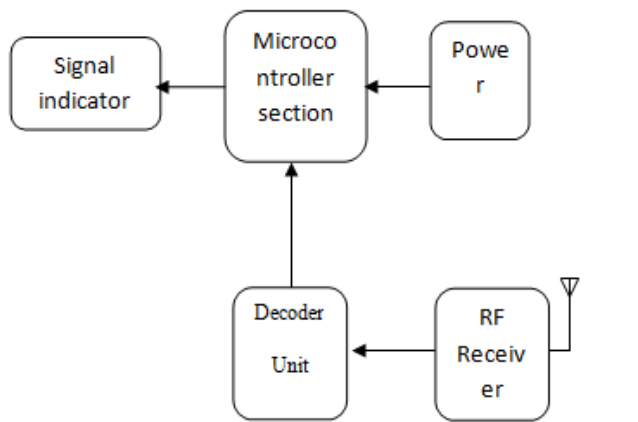 Signal
indicator
Microco
ntroller
section
Powe
r
Decoder
Unit
RF
Receiv
er